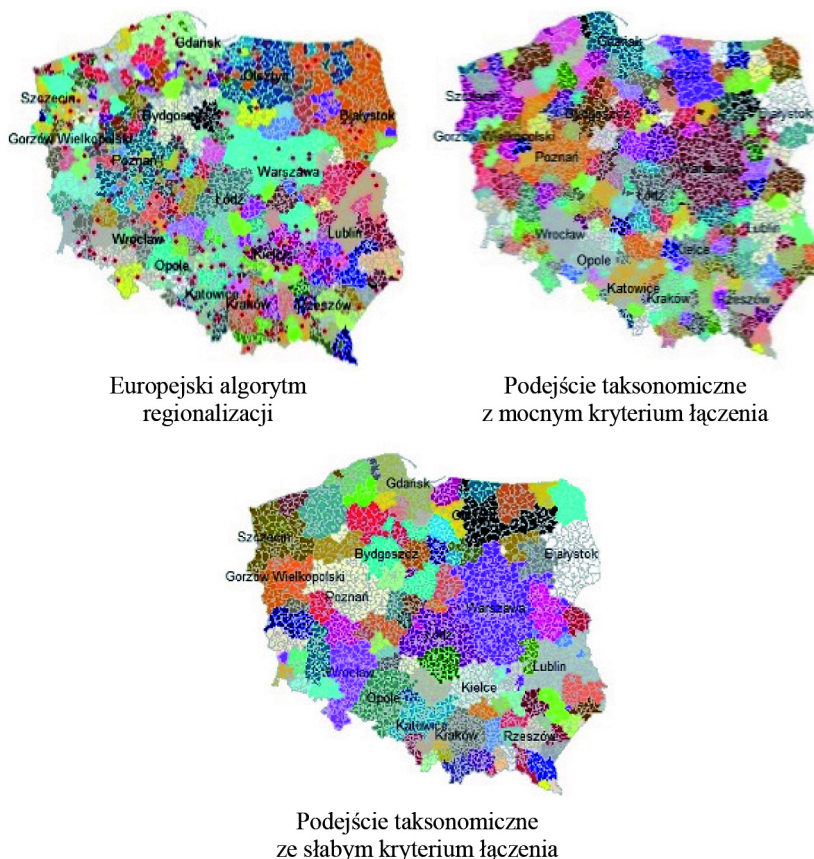 Gdańsk
Olsztyn
Szczecin
Bydgoszcz
Białystok
Gorzów Wielkopolski
Poznań
Warszawa
Łódź
Wrocław
Lublin
Opole
Kielce
Katowice
Kraków
Rzeszów
Europejski algorytm
regionalizacji
Gdańsk
Olsztyn
Szczecin
Bydgoszcz
Białystok
Gorzów Wielkopolski
Poznań
Warszawa
Łódź
Wrocław
Lublin
Opole
Kielce
Katowice
Kraków
Rzeszów
Podejście taksonomiczne
z mocnym kryterium łączenia
Gdańsk
Szczecin
Bydgoszcz
Białystok
Gorzów Wielkopolski
Poznań
Warszawa
Łódź
Wrocław
Lublin
Opole
Kielce
Katowice
Kraków
Rzeszów
Podejście taksonomiczne
ze słabym kryterium łączenia